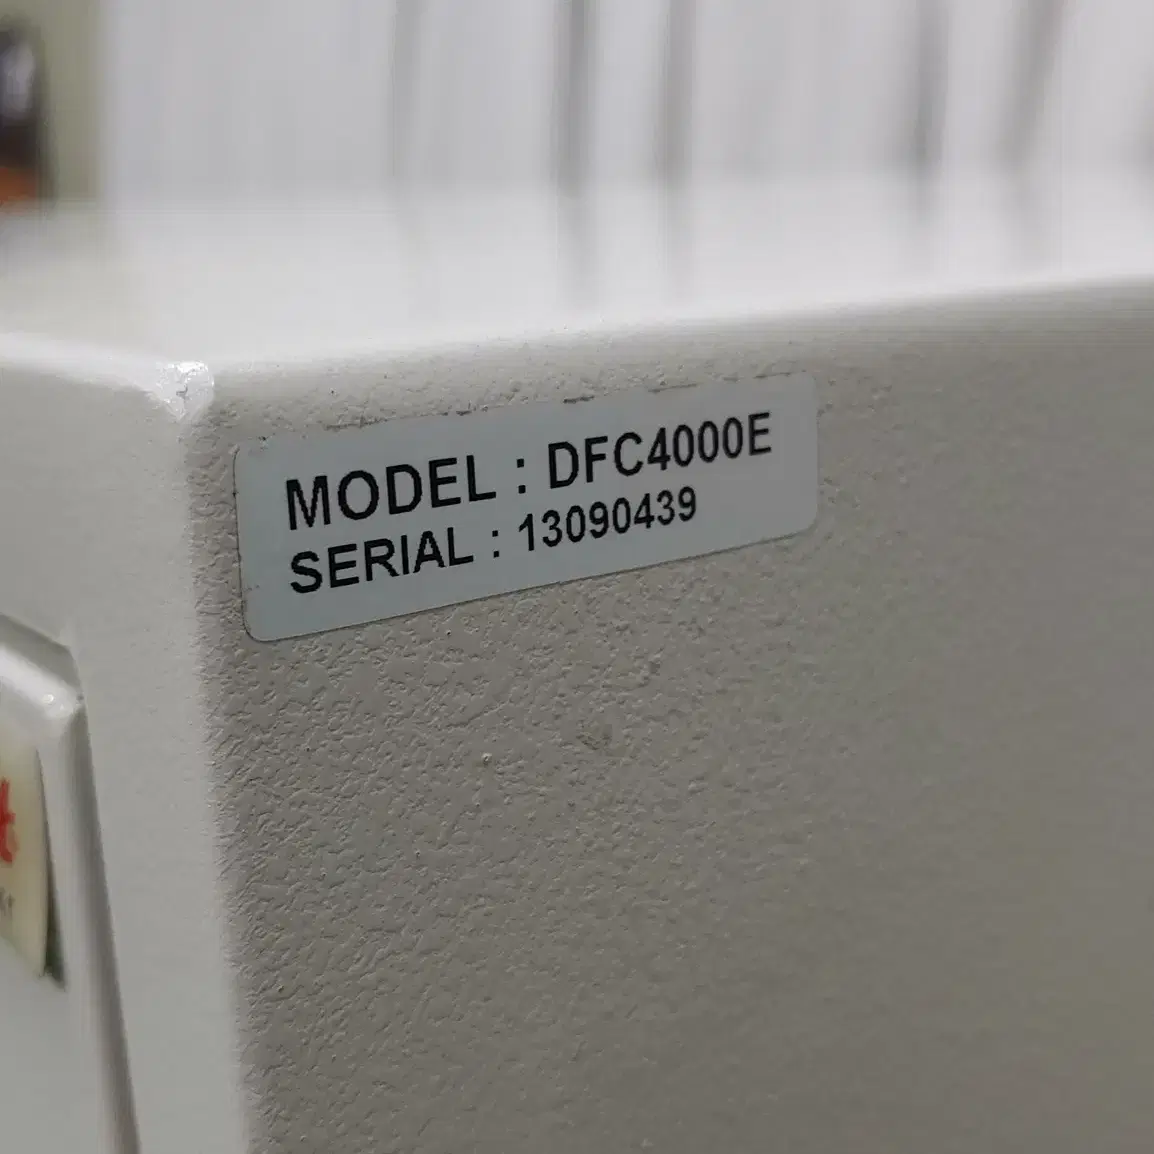 MODEL : DFC4000E
SERIAL : 13090439